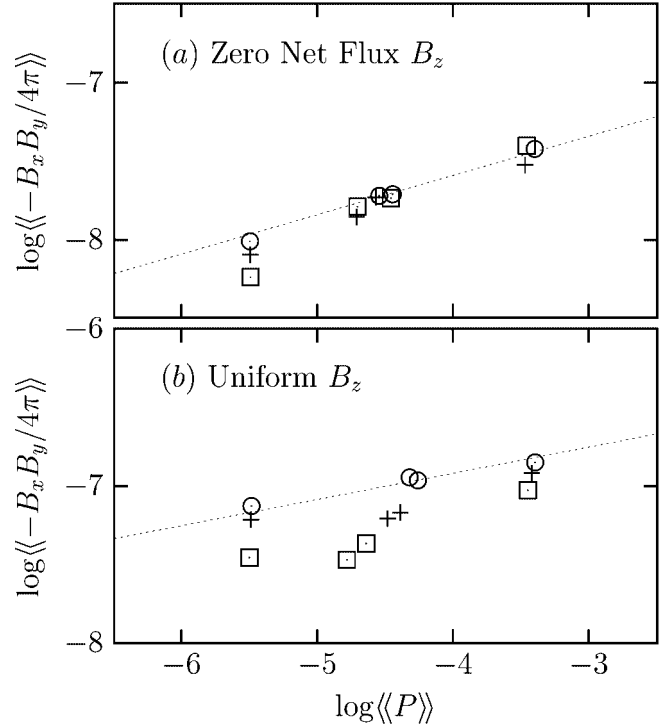 (a) Zero Net Flux B_z
log⟨⟨−B_xB_y/4π⟩⟩
−7
−8
−6
(b) Uniform B_z
log⟨⟨−B_xB_y/4π⟩⟩
−7
−8
−6 −5 −4 −3
log⟨⟨P⟩⟩